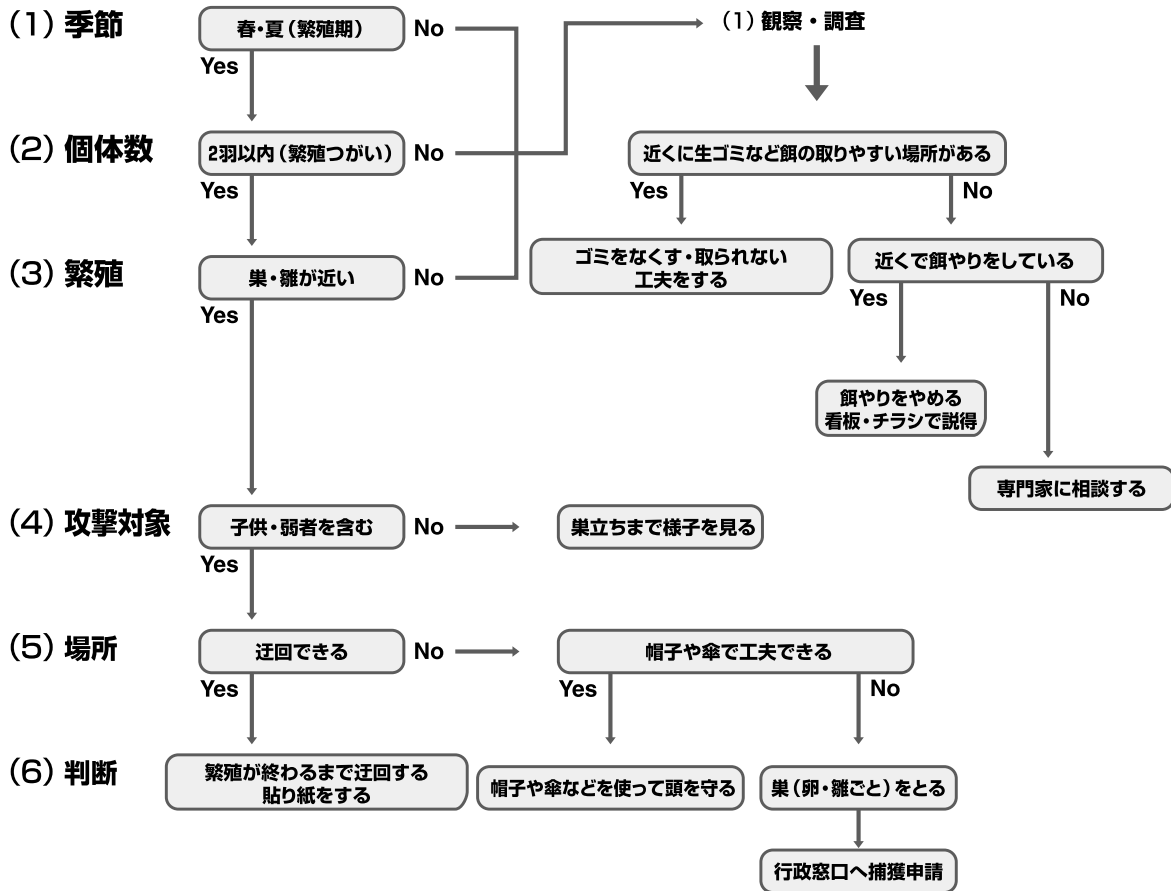 (1) 季節
春・夏（繁殖期）
No
(1) 観察・調査
Yes
(2) 個体数
2羽以内（繁殖つがい）
No
近くに生ゴミなど餌の取りやすい場所がある
Yes
Yes
No
(3) 繁殖
巣・雛が近い
No
ゴミをなくす・取られない
工夫をする
近くで餌やりをしている
Yes
Yes
No
餌やりをやめる
看板・チラシで説得
専門家に相談する
(4) 攻撃対象
子供・弱者を含む
No
巣立ちまで様子を見る
Yes
(5) 場所
迂回できる
No
帽子や傘で工夫できる
Yes
Yes
No
(6) 判断
繁殖が終わるまで迂回する
貼り紙をする
帽子や傘などを使って頭を守る
巣（卵・雛ごと）をとる
行政窓口へ捕獲申請